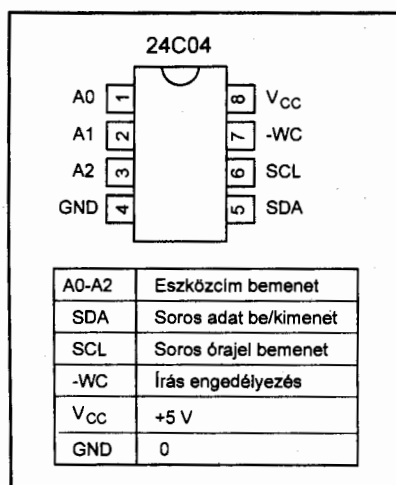 24C04
A0 1 8 VCC
A1 2 7 -WC
A2 3 6 SCL
GND 4 5 SDA
A0-A2 Eszközcím bemenet
SDA Soros adat be/kimenet
SCL Soros órajel bemenet
-WC Írás engedélyezés
VCC +5 V
GND 0